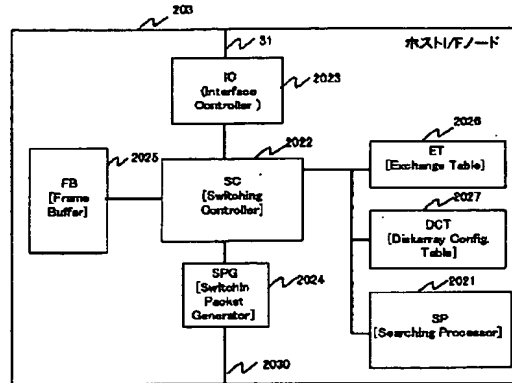 203
31
ホストI/Fノード
IC
(Interface
Controller )
2023
2022
2026
2025
ET
[Exchange Table]
FB
[Frame
Buffer]
SC
[Switching
Controller]
2027
DCT
[Diskarray Config.
Table]
SPG
[Switchin
Packet
Generator]
2024
2021
SP
[Searching Processor]
2030